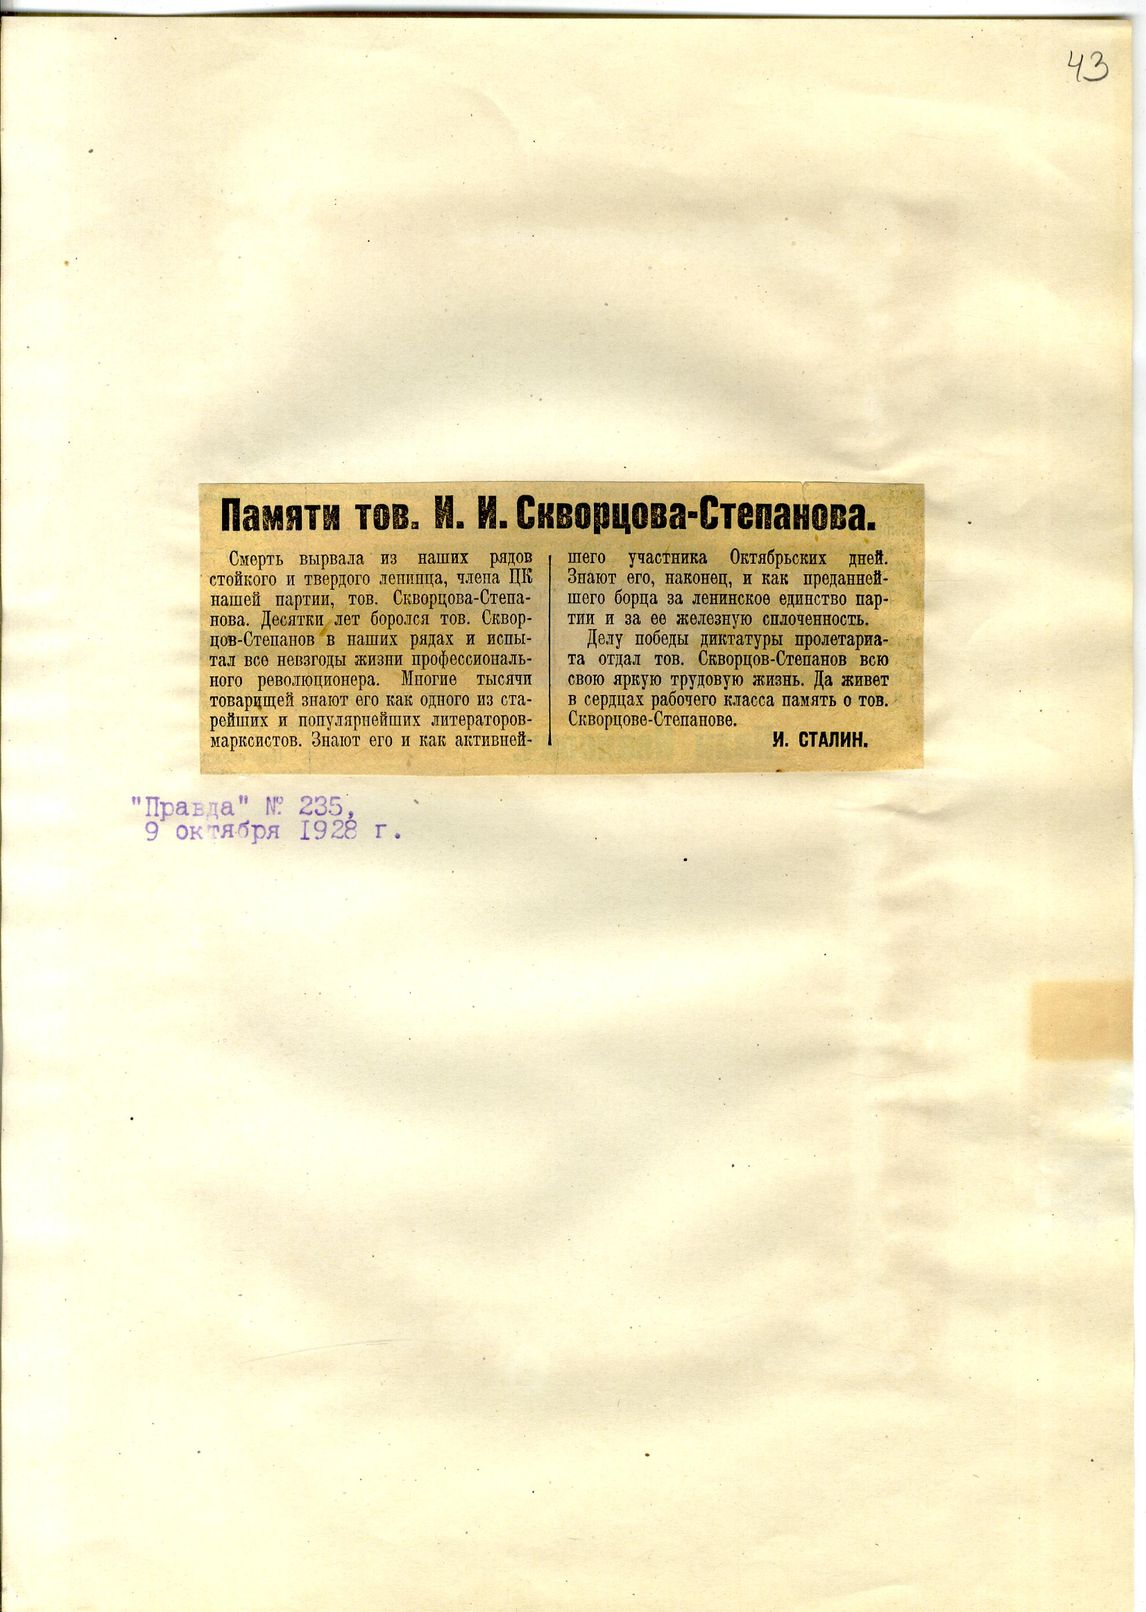 43
Памяти тов. И. И. Скворцова-Степанова.
Смерть вырвала из наших рядов
стойкого и твердого ленинца, члена ЦК
нашей партии, тов. Скворцова-Степа-
нова. Десятки лет боролся тов. Сквор-
цов-Степанов в наших рядах и испы-
тал все невзгоды жизни профессиональ-
ного революционера. Многие тысячи
товарищей знают его как одного из ста-
рейших и популярнейших литераторов-
марксистов. Знают его и как активней-
шего участника Октябрьских дней.
Знают его, наконец, и как преданней-
шего борца за ленинское единство пар-
тии и за ее железную сплоченность.
Делу победы диктатуры пролетариа-
та отдал тов. Скворцов-Степанов всю
свою яркую трудовую жизнь. Да живет
в сердцах рабочего класса память о тов.
Скворцове-Степанове.
И. СТАЛИН.
"Правда" № 235,
9 октября 1928 г.